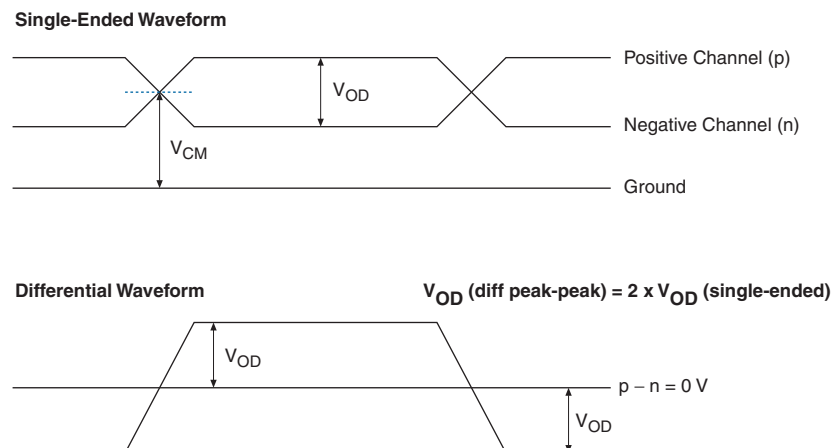 Single-Ended Waveform
Positive Channel (p)
VOD
Negative Channel (n)
VCM
Ground
Differential Waveform
VOD (diff peak-peak) = 2 x VOD (single-ended)
VOD
p − n = 0 V
VOD